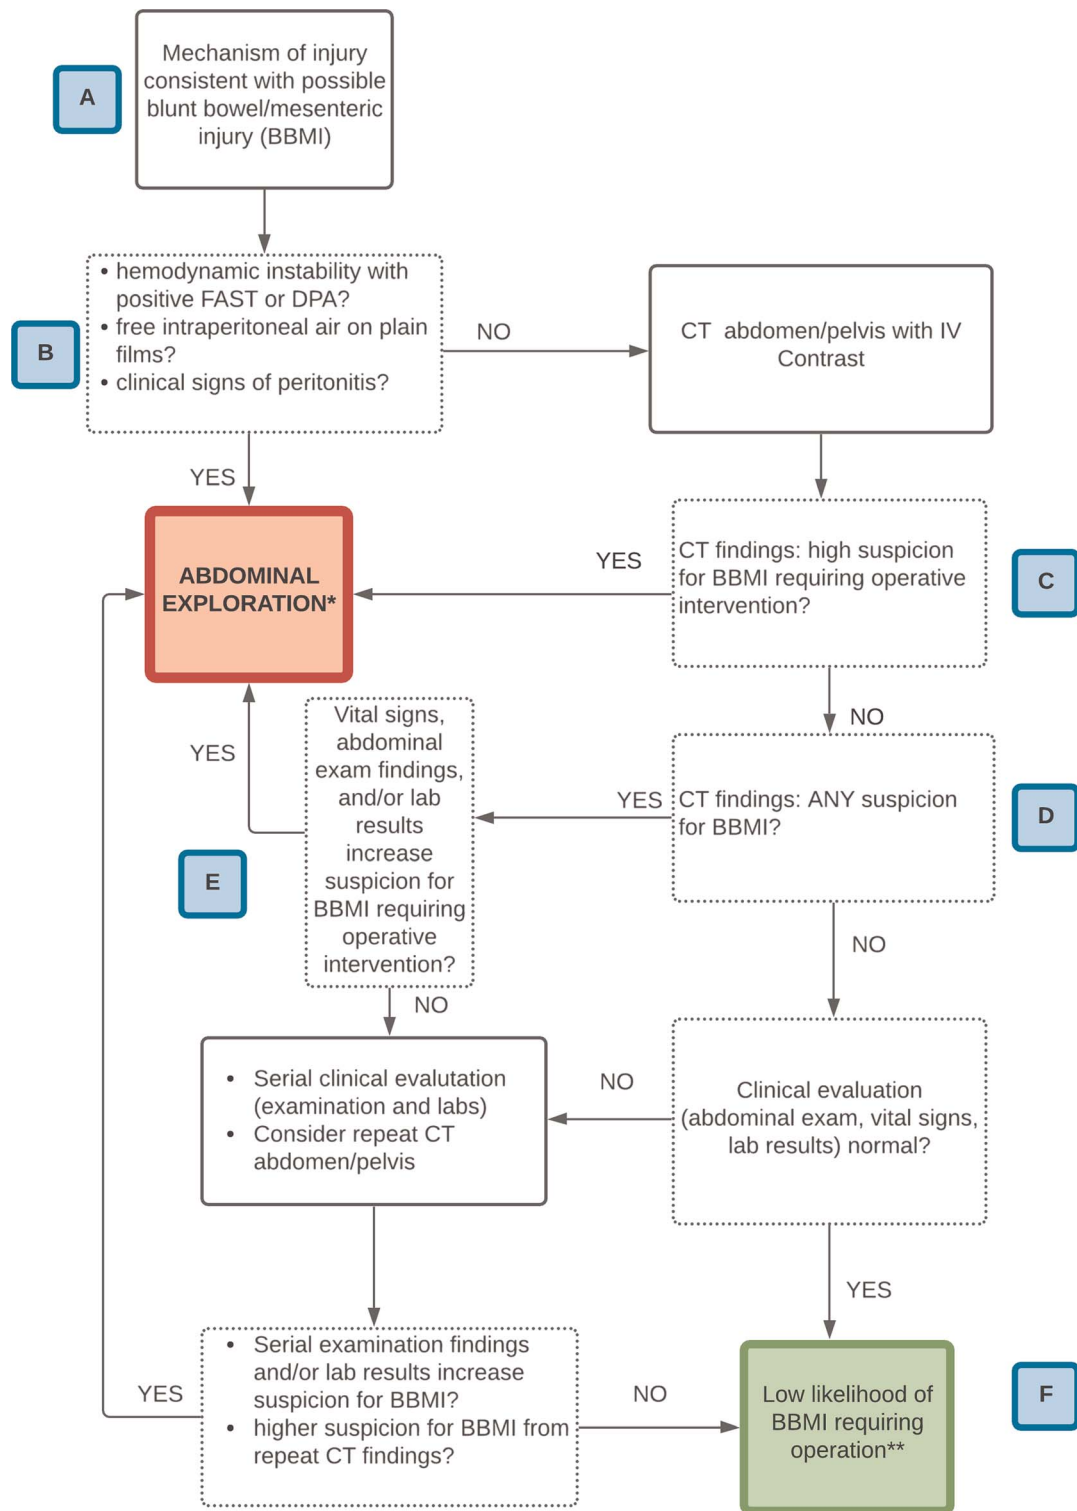 A
Mechanism of injury
consistent with possible
blunt bowel/mesenteric
injury (BBMI)
B
• hemodynamic instability with
positive FAST or DPA?
• free intraperitoneal air on plain
films?
• clinical signs of peritonitis?
NO
CT abdomen/pelvis with IV
Contrast
YES
ABDOMINAL
EXPLORATION*
YES
CT findings: high suspicion
for BBMI requiring operative
intervention?
C
NO
YES
Vital signs,
abdominal
exam findings,
and/or lab
results
increase
suspicion for
BBMI requiring
operative
intervention?
YES
CT findings: ANY suspicion
for BBMI?
D
E
NO
NO
• Serial clinical evalutation
(examination and labs)
• Consider repeat CT
abdomen/pelvis
NO
Clinical evaluation
(abdominal exam, vital signs,
lab results) normal?
YES
YES
• Serial examination findings
and/or lab results increase
suspicion for BBMI?
• higher suspicion for BBMI from
repeat CT findings?
NO
Low likelihood of
BBMI requiring
operation**
F